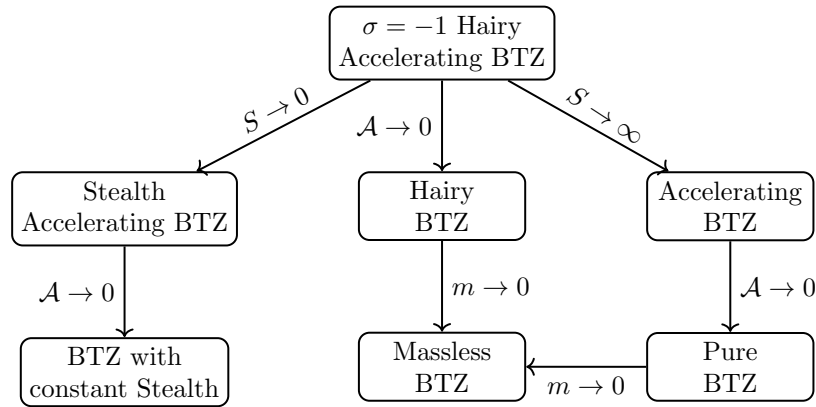 σ = −1 Hairy
Accelerating BTZ
S → 0
𝒜 → 0
S → ∞
Stealth
Accelerating BTZ
Hairy
BTZ
Accelerating
BTZ
𝒜 → 0
m → 0
𝒜 → 0
BTZ with
constant Stealth
Massless
BTZ
m → 0
Pure
BTZ